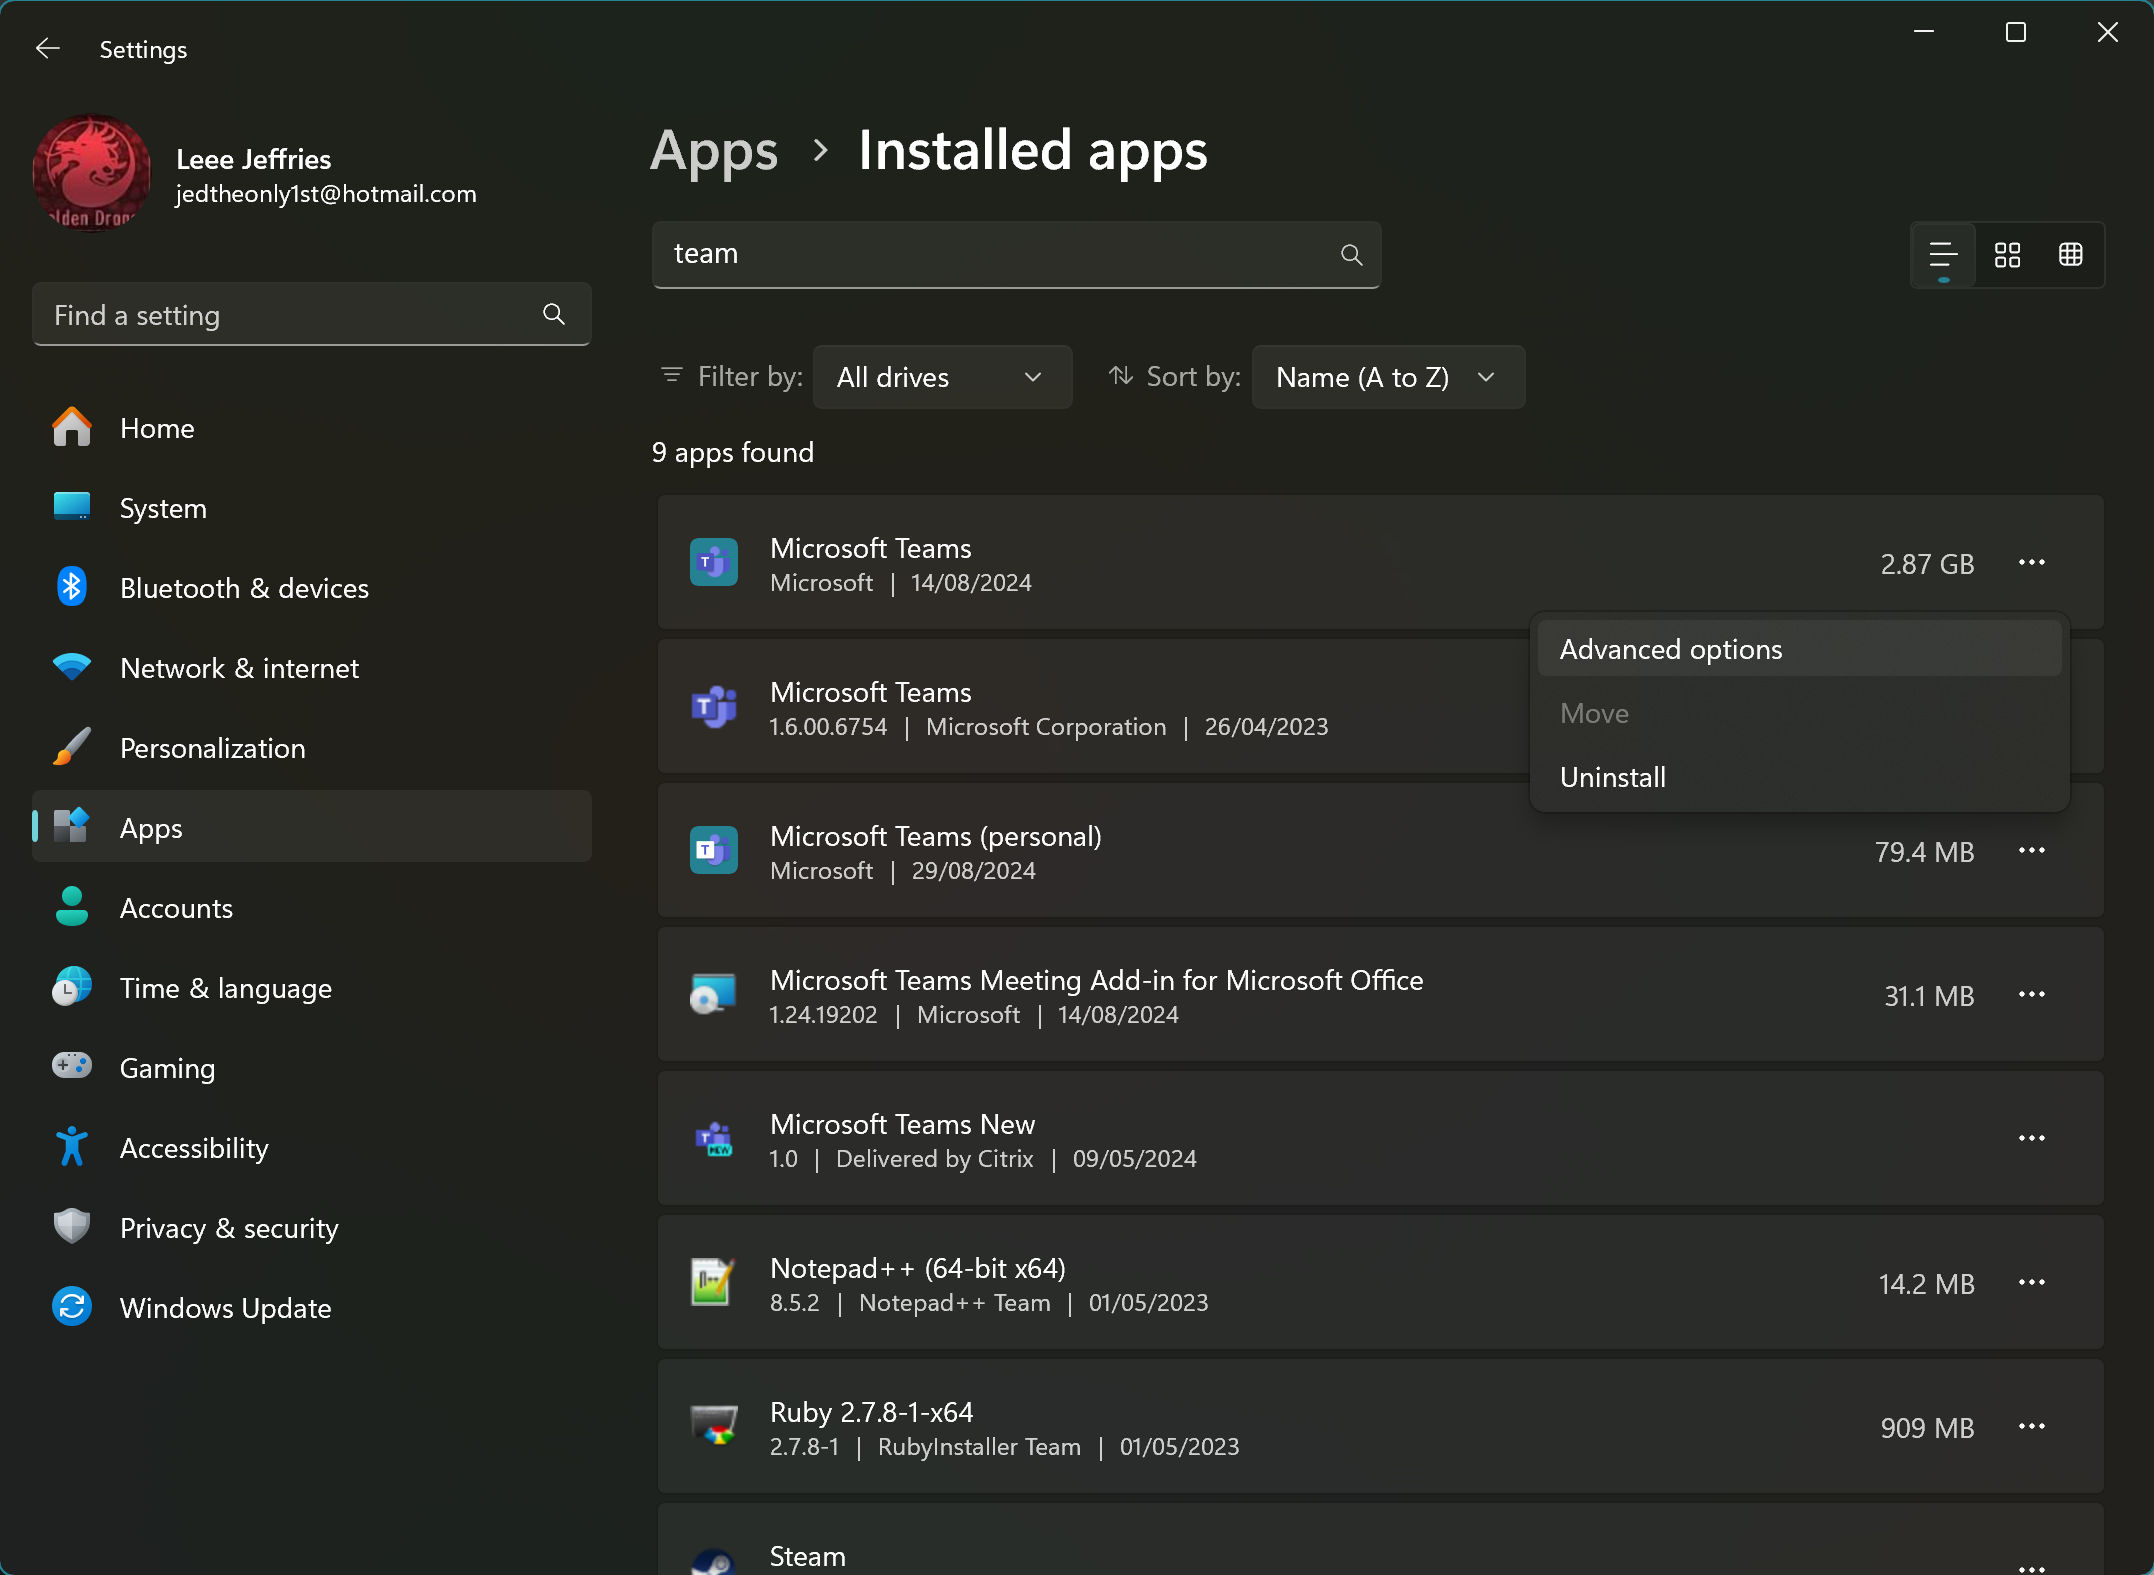 Settings
Leee Jeffries
jedtheonly1st@hotmail.com
Find a setting
Home
System
Bluetooth & devices
Network & internet
Personalization
Apps
Accounts
Time & language
Gaming
Accessibility
Privacy & security
Windows Update
Apps > Installed apps
team
Filter by: All drives Sort by: Name (A to Z)
9 apps found
Microsoft Teams
Microsoft | 14/08/2024
2.87 GB
Advanced options
Move
Uninstall
Microsoft Teams
1.6.00.6754 | Microsoft Corporation | 26/04/2023
Microsoft Teams (personal)
Microsoft | 29/08/2024
79.4 MB
Microsoft Teams Meeting Add-in for Microsoft Office
1.24.19202 | Microsoft | 14/08/2024
31.1 MB
Microsoft Teams New
1.0 | Delivered by Citrix | 09/05/2024
Notepad++ (64-bit x64)
8.5.2 | Notepad++ Team | 01/05/2023
14.2 MB
Ruby 2.7.8-1-x64
2.7.8-1 | RubyInstaller Team | 01/05/2023
909 MB
Steam